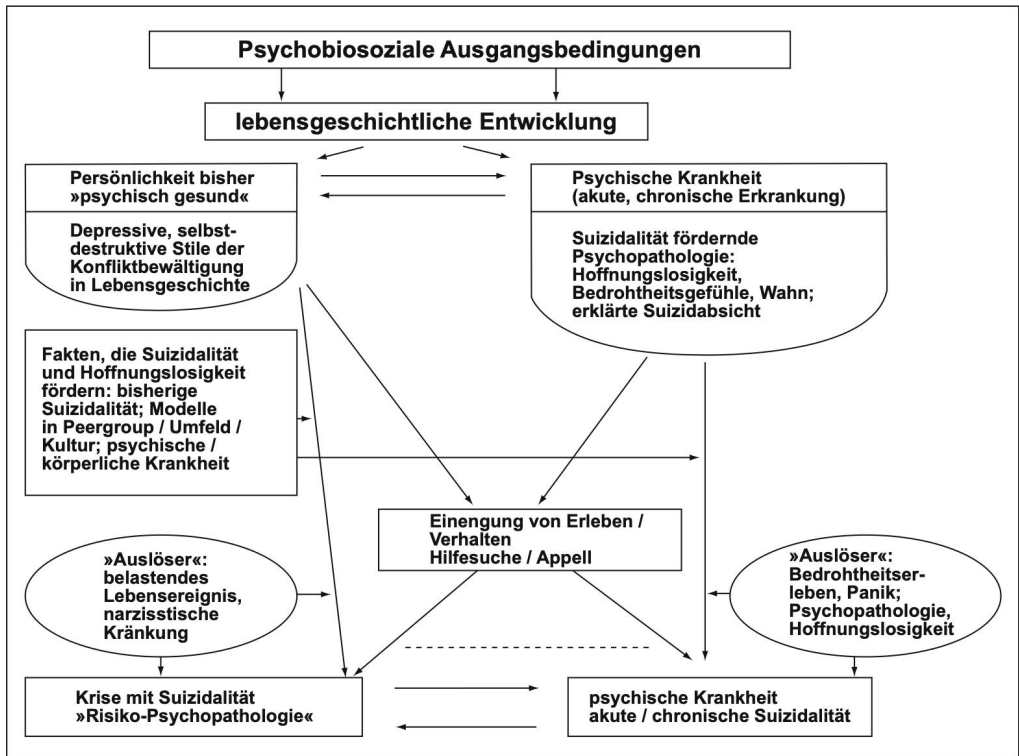 Psychobiosoziale Ausgangsbedingungen
lebensgeschichtliche Entwicklung
Persönlichkeit bisher
»psychisch gesund«
Depressive, selbst-
destruktive Stile der
Konfliktbewältigung
in Lebensgeschichte
Psychische Krankheit
(akute, chronische Erkrankung)
Suizidalität fördernde
Psychopathologie:
Hoffnungslosigkeit,
Bedrohtheitsgefühle, Wahn;
erklärte Suizidabsicht
Fakten, die Suizidalität
und Hoffnungslosigkeit
fördern: bisherige
Suizidalität; Modelle
in Peergroup / Umfeld /
Kultur; psychische /
körperliche Krankheit
Einengung von Erleben /
Verhalten
Hilfesuche / Appell
»Auslöser«:
belastendes
Lebensereignis,
narzisstische
Kränkung
»Auslöser«:
Bedrohtheitser-
leben, Panik;
Psychopathologie,
Hoffnungslosigkeit
Krise mit Suizidalität
»Risiko-Psychopathologie«
psychische Krankheit
akute / chronische Suizidalität